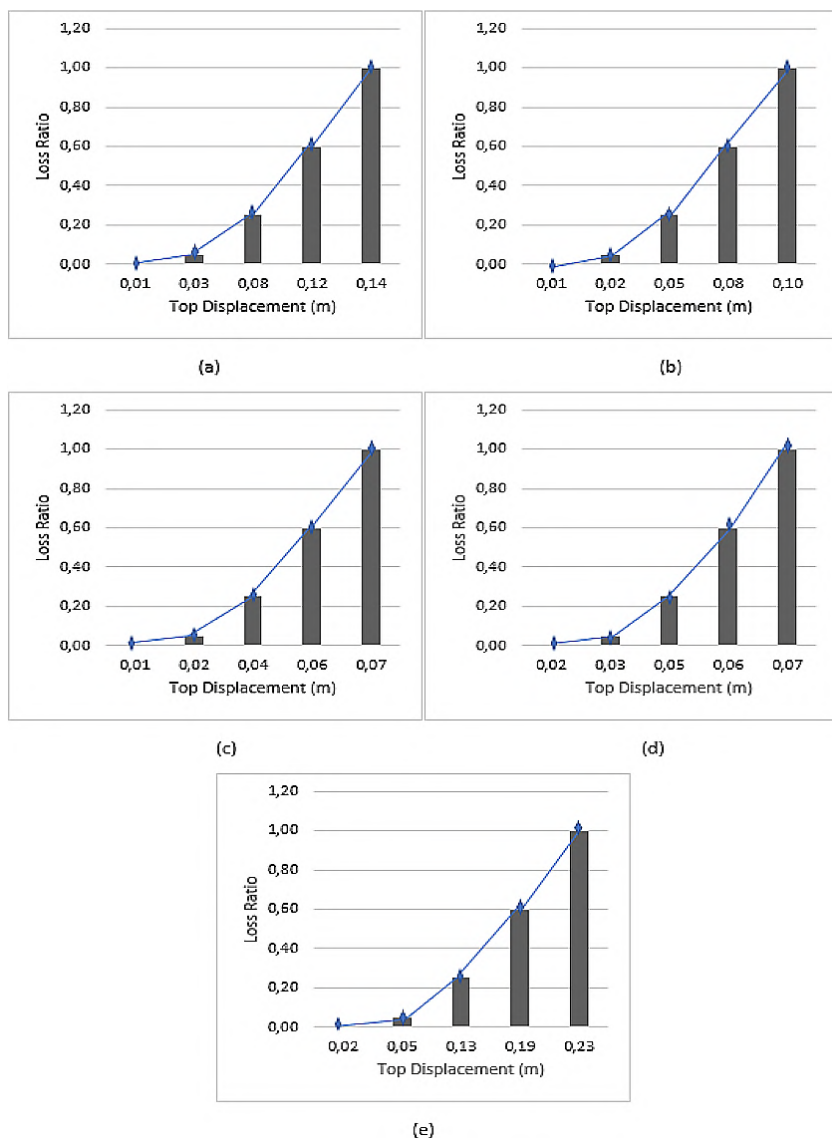 1,20
1,00
0,80
0,60
0,40
0,20
0,00
Loss Ratio
0,01 0,03 0,08 0,12 0,14
Top Displacement (m)
(a)
1,20
1,00
0,80
0,60
0,40
0,20
0,00
Loss Ratio
0,01 0,02 0,05 0,08 0,10
Top Displacement (m)
(b)
1,20
1,00
0,80
0,60
0,40
0,20
0,00
Loss Ratio
0,01 0,02 0,04 0,06 0,07
Top Displacement (m)
(c)
1,20
1,00
0,80
0,60
0,40
0,20
0,00
Loss Ratio
0,02 0,03 0,05 0,06 0,07
Top Displacement (m)
(d)
1,20
1,00
0,80
0,60
0,40
0,20
0,00
Loss Ratio
0,02 0,05 0,13 0,19 0,23
Top Displacement (m)
(e)